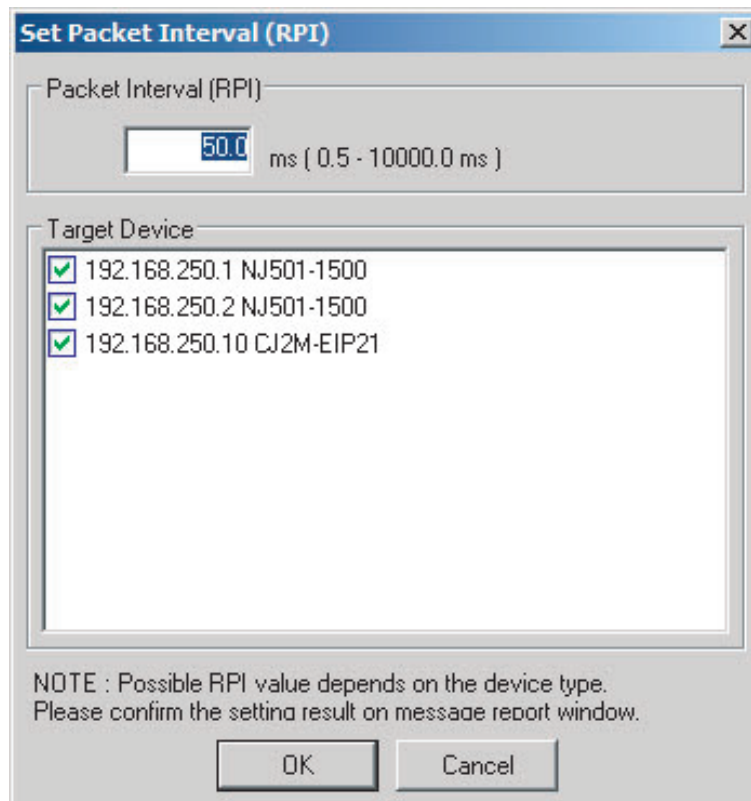 Set Packet Interval (RPI)
Packet Interval (RPI)
50.0 ms ( 0.5 - 10000.0 ms )
Target Device
192.168.250.1 NJ501-1500
192.168.250.2 NJ501-1500
192.168.250.10 CJ2M-EIP21
NOTE : Possible RPI value depends on the device type.
Please confirm the setting result on message report window.
OK Cancel